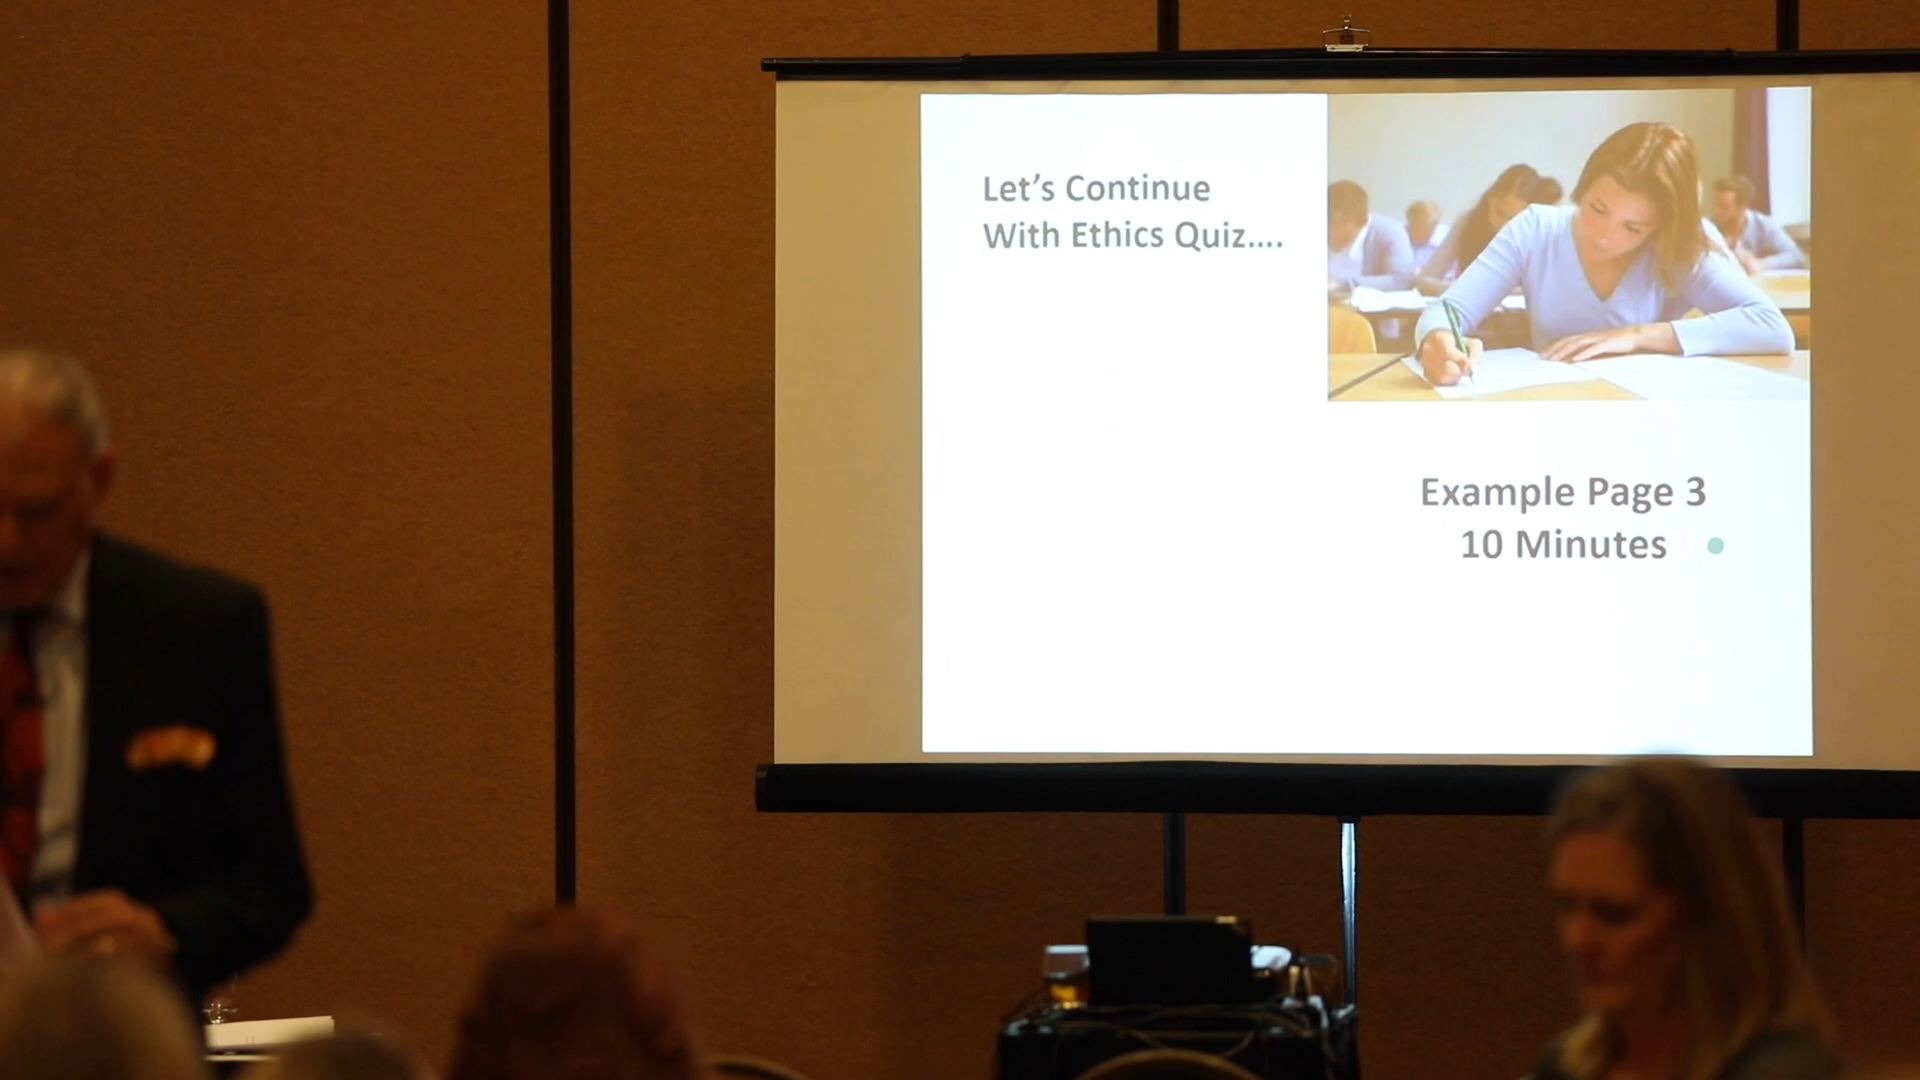 Let’s Continue
With Ethics Quiz....
Example Page 3
10 Minutes